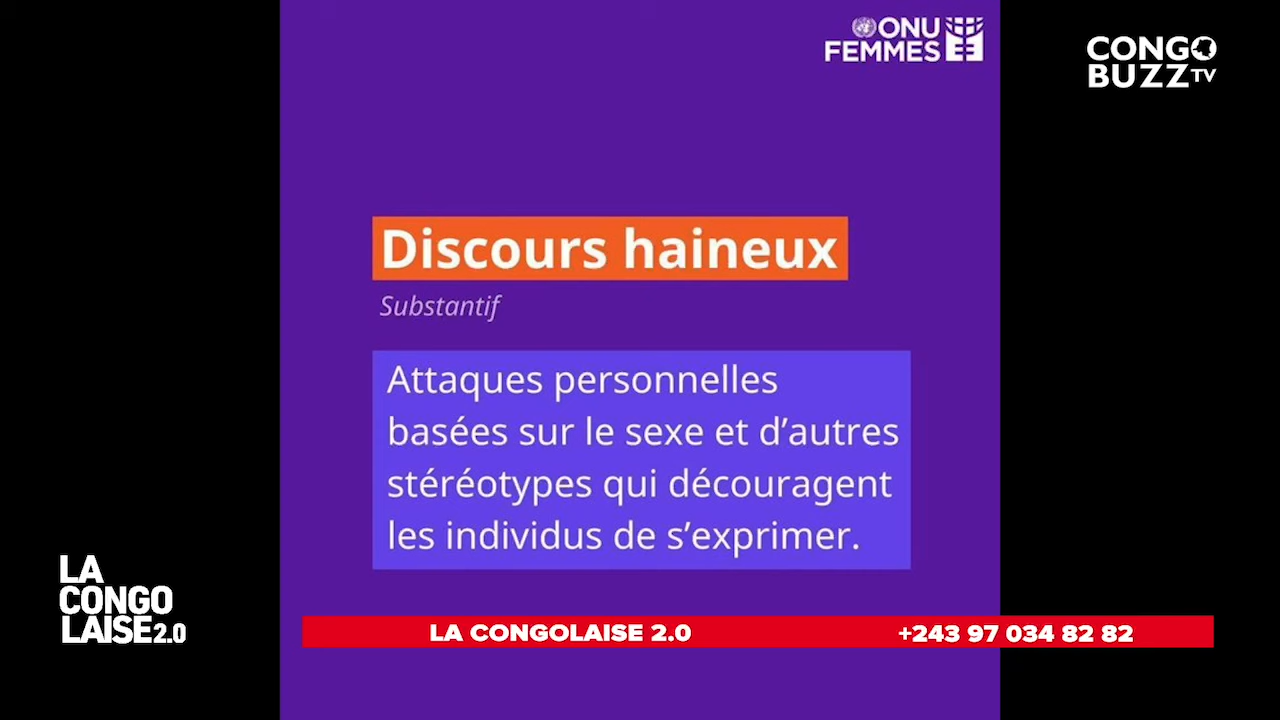 ONU
FEMMES
CONGO
BUZZ TV
Discours haineux
Substantif
Attaques personnelles
basées sur le sexe et d’autres
stéréotypes qui découragent
les individus de s’exprimer.
LA
CONGO
LAISE 2.0
LA CONGOLAISE 2.0
+243 97 034 82 82